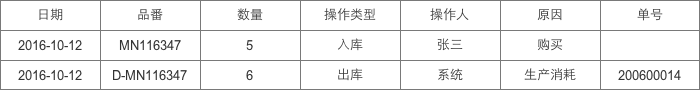 日期 品番 数量 操作类型 操作人 原因 单号
2016-10-12 MN116347 5 入库 张三 购买
2016-10-12 D-MN116347 6 出库 系统 生产消耗 200600014